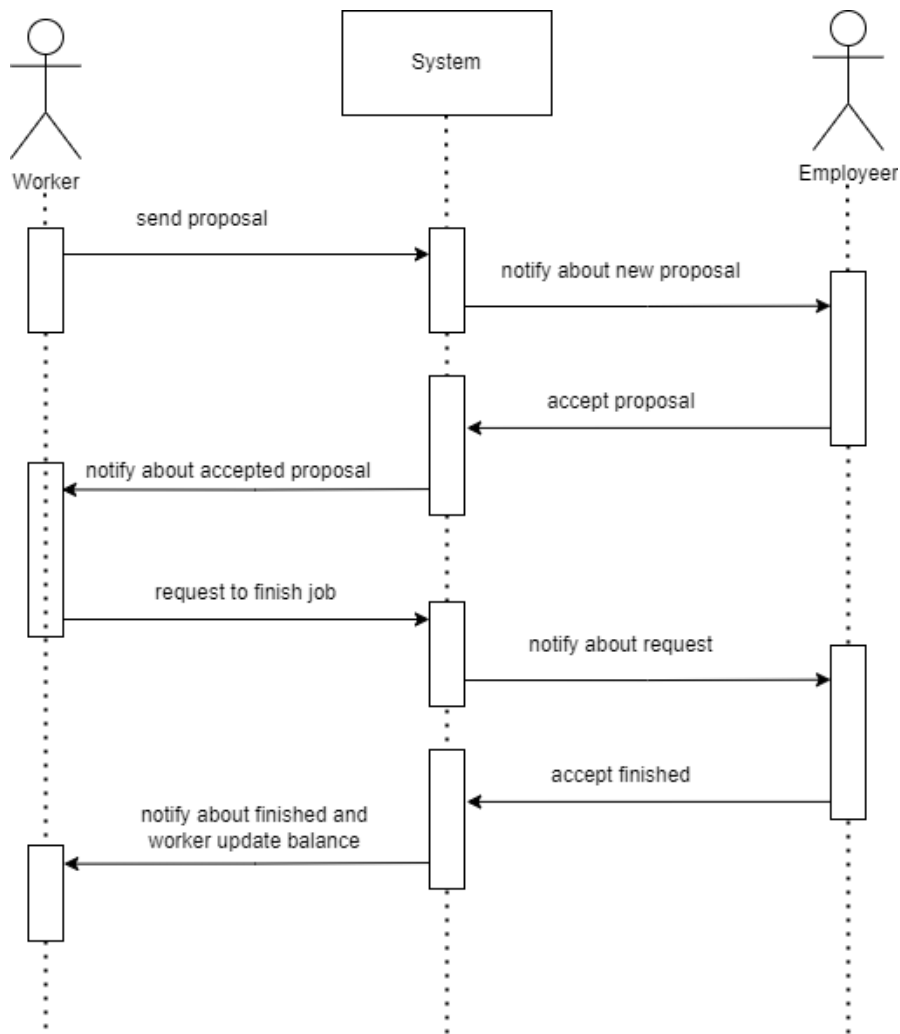 System
Worker
Employeer
send proposal
notify about new proposal
accept proposal
notify about accepted proposal
request to finish job
notify about request
accept finished
notify about finished and
worker update balance